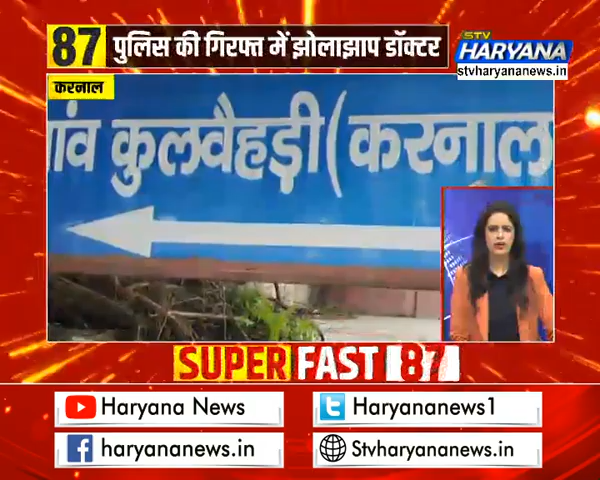 87 पुलिस की गिरफ्त में झोलाझाप डॉक्टर
STV
HARYANA
stvharyananews.in
करनाल
गांव कुलवैहड़ी (करनाल
SUPER FAST 87
Haryana News
Haryananews1
haryananews.in
Stvharyananews.in